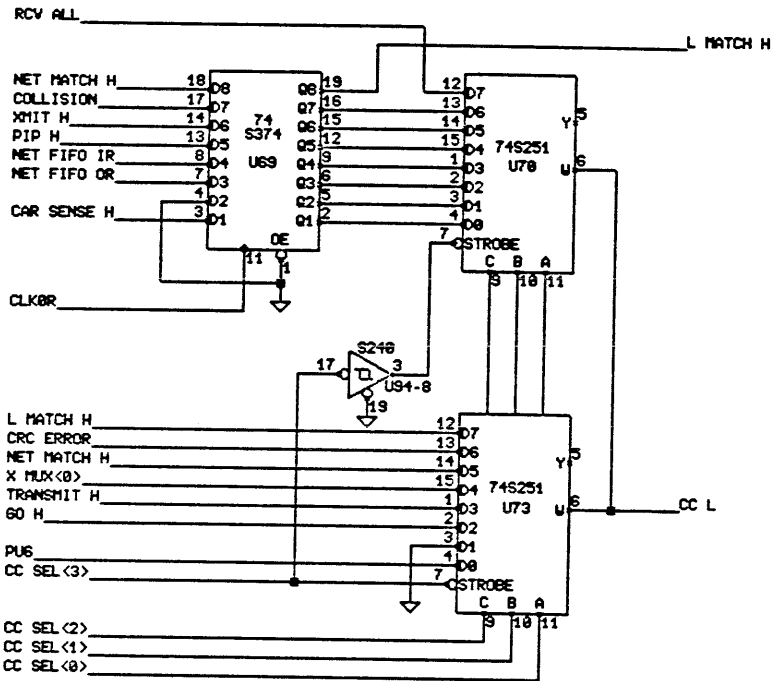 RCV ALL
L MATCH H
NET MATCH H 18 D8 Q8 19
COLLISION 17 D7 Q7 16
XMIT H 14 D6 Q6 15
PIP H 13 D5 Q5 12
NET FIFO IR 8 D4 Q4 9
NET FIFO OR 7 D3 Q3 6
4 D2 Q2 5
CAR SENSE H 3 D1 Q1 2
74
S374
U69
OE
11 1
CLK0R
12 D7
13 D6
14 D5
15 D4
1 D3
2 D2
3 D1
4 D0
7 STROBE
74S251
U70
Y 5
W 6
C B A
9 10 11
S240
17 3
U94-8
19
L MATCH H 12 D7
CRC ERROR 13 D6
NET MATCH H 14 D5
X MUX<0> 15 D4
TRANSMIT H 1 D3
GO H 2 D2
3 D1
PU6 4 D0
CC SEL<3> 7 STROBE
74S251
U73
Y 5
W 6
CC L
C B A
9 10 11
CC SEL<2>
CC SEL<1>
CC SEL<0>